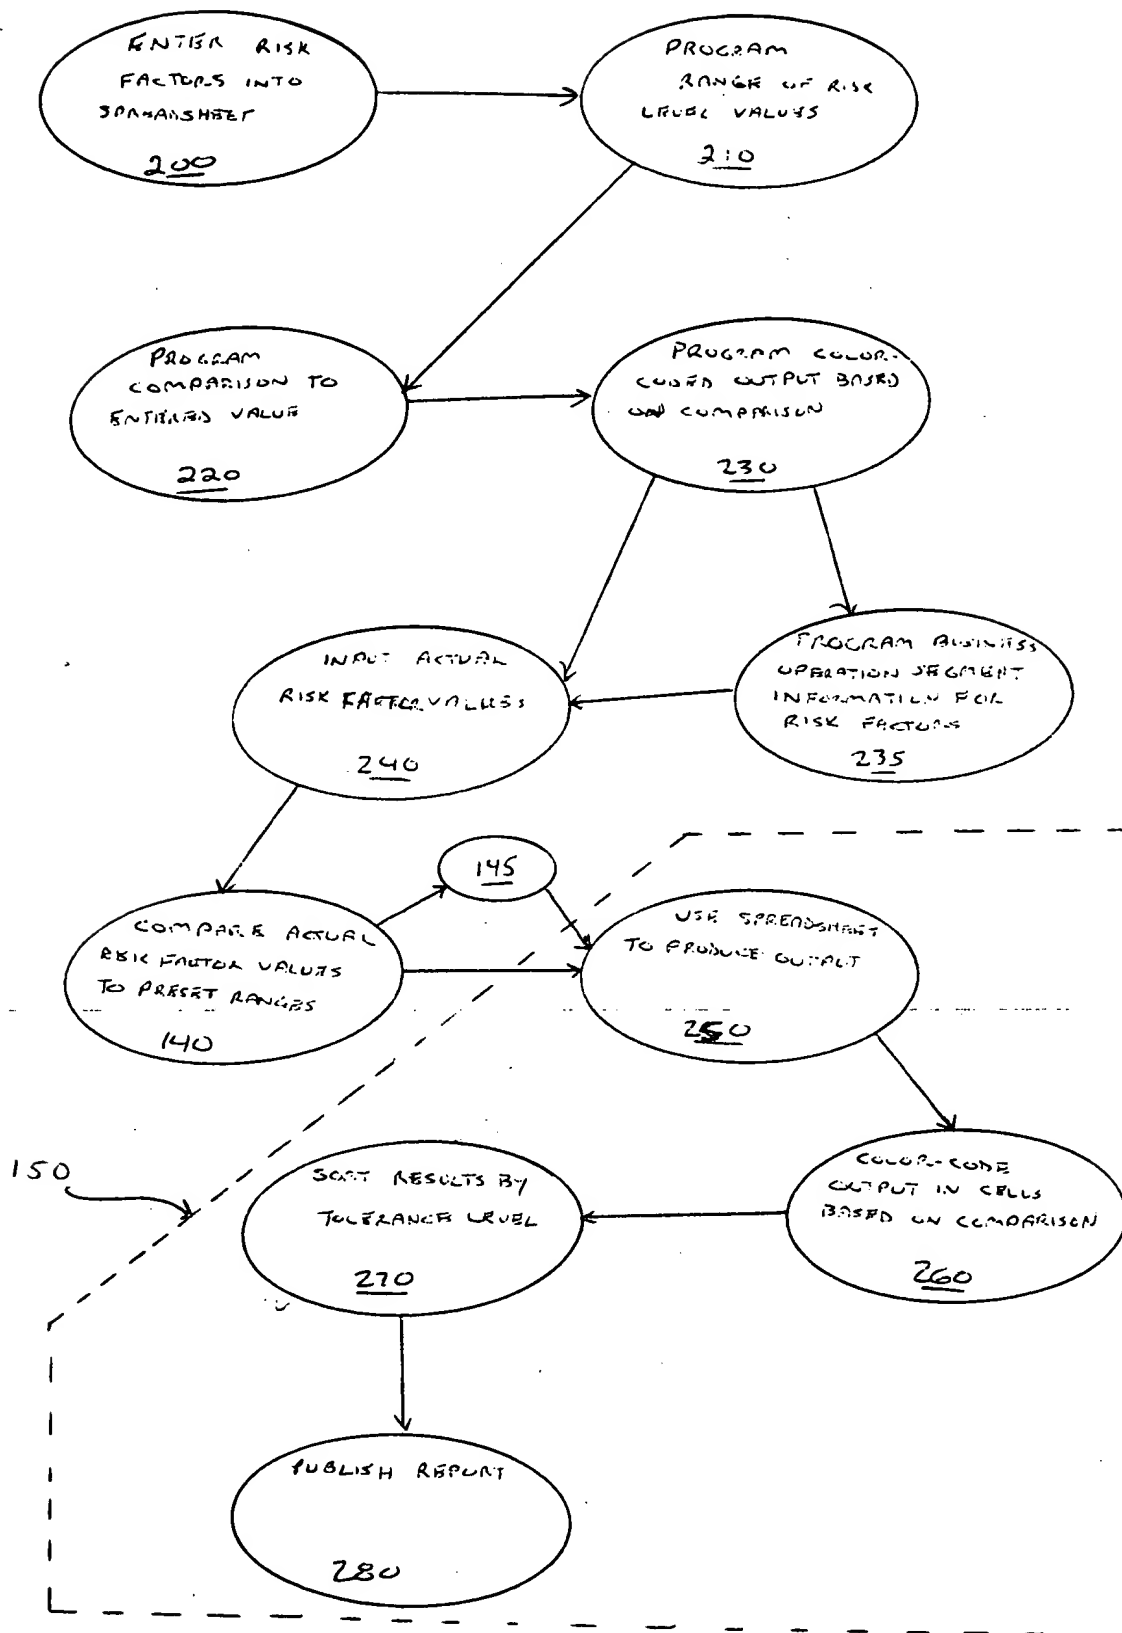 ENTER RISK
FACTORS INTO
SPREADSHEET
200
PROGRAM
RANGE OF RISK
LEVEL VALUES
210
PROGRAM
COMPARISON TO
ENTERED VALUE
220
PROGRAM COLOR-
CODED OUTPUT BASED
ON COMPARISON
230
INPUT ACTUAL
RISK FACTOR VALUES
240
PROGRAM BUSINESS
OPERATION SEGMENT
INFORMATION FOR
RISK FACTORS
235
145
COMPARE ACTUAL
RISK FACTOR VALUES
TO PRESET RANGES
140
USE SPREADSHEET
TO PRODUCE OUTPUT
250
150
SORT RESULTS BY
TOLERANCE LEVEL
270
COLOR-CODE
OUTPUT IN CELLS
BASED ON COMPARISON
260
PUBLISH REPORT
280